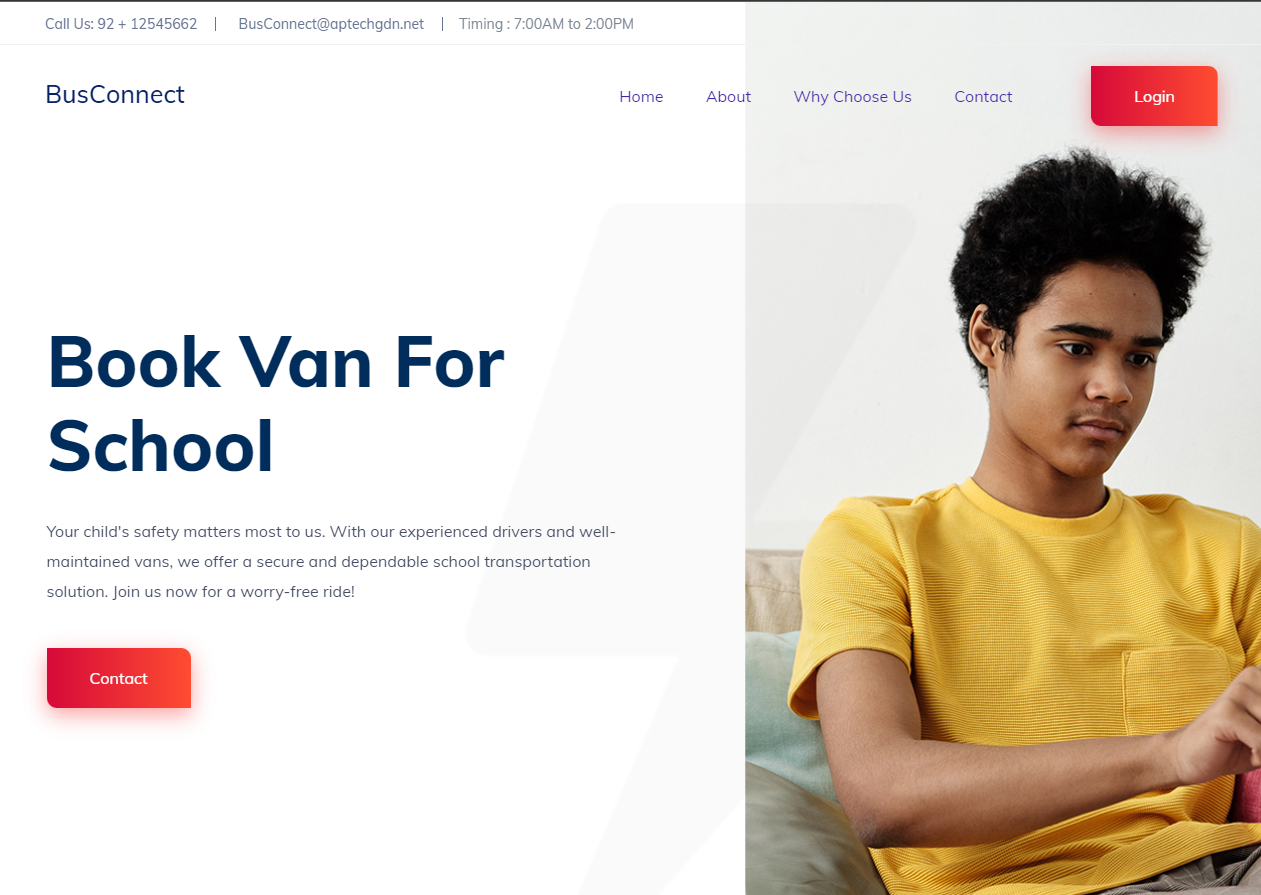 Call Us: 92 + 12545662 | BusConnect@aptechgdn.net | Timing : 7:00AM to 2:00PM
BusConnect Home About Why Choose Us Contact Login
Book Van For
School
Your child's safety matters most to us. With our experienced drivers and well-
maintained vans, we offer a secure and dependable school transportation
solution. Join us now for a worry-free ride!
Contact